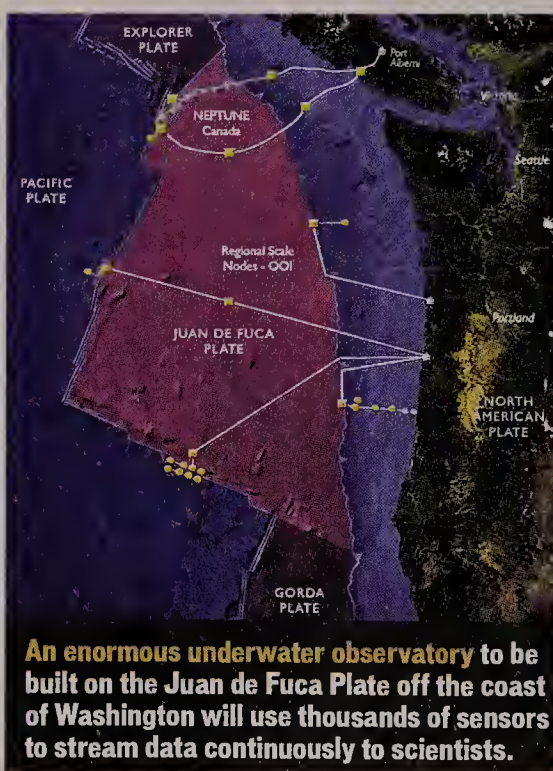 EXPLORER
PLATE
Port
Alberni
Victoria
NEPTUNE
Canada
Seattle
PACIFIC
PLATE
Regional Scale
Nodes - OOI
Portland
JUAN DE FUCA
PLATE
NORTH
AMERICAN
PLATE
GORDA
PLATE
An enormous underwater observatory to be
built on the Juan de Fuca Plate off the coast
of Washington will use thousands of sensors
to stream data continuously to scientists.